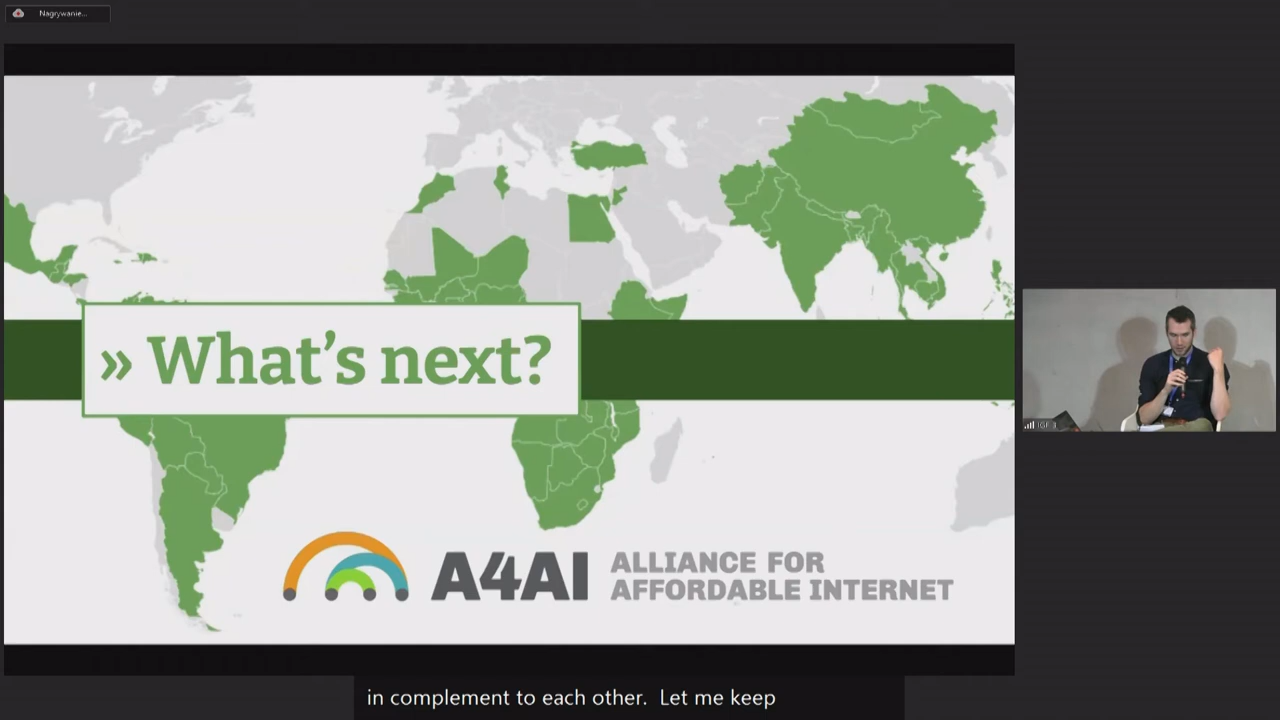 Nagrywanie...
» What's next?
A4AI
ALLIANCE FOR
AFFORDABLE INTERNET
in complement to each other.  Let me keep